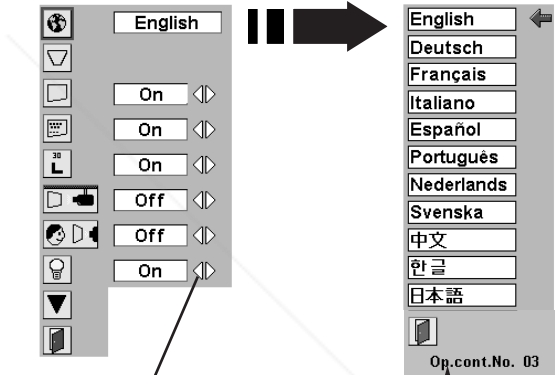 English
On
On
30
L
On
Off
Off
On
English
Deutsch
Français
Italiano
Español
Português
Nederlands
Svenska
中文
한글
日本語
Op.cont.No. 03